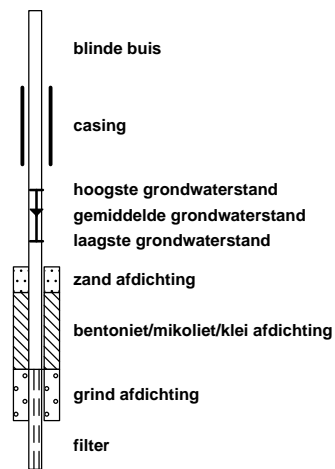 blinde buis
casing
hoogste grondwaterstand
gemiddelde grondwaterstand
laagste grondwaterstand
zand afdichting
bentoniet/mikoliet/klei afdichting
grind afdichting
filter